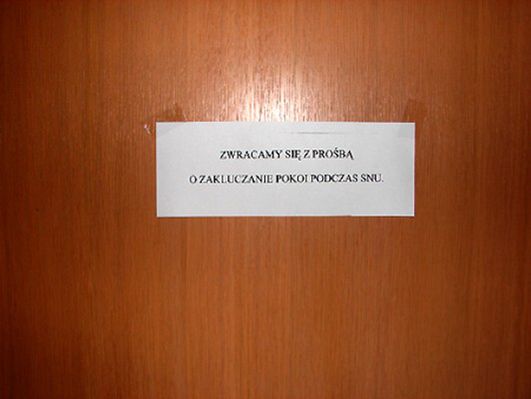 ZWRACAMY SIĘ Z PROŚBĄ
O ZAKLUCZANIE POKOI PODCZAS SNU.